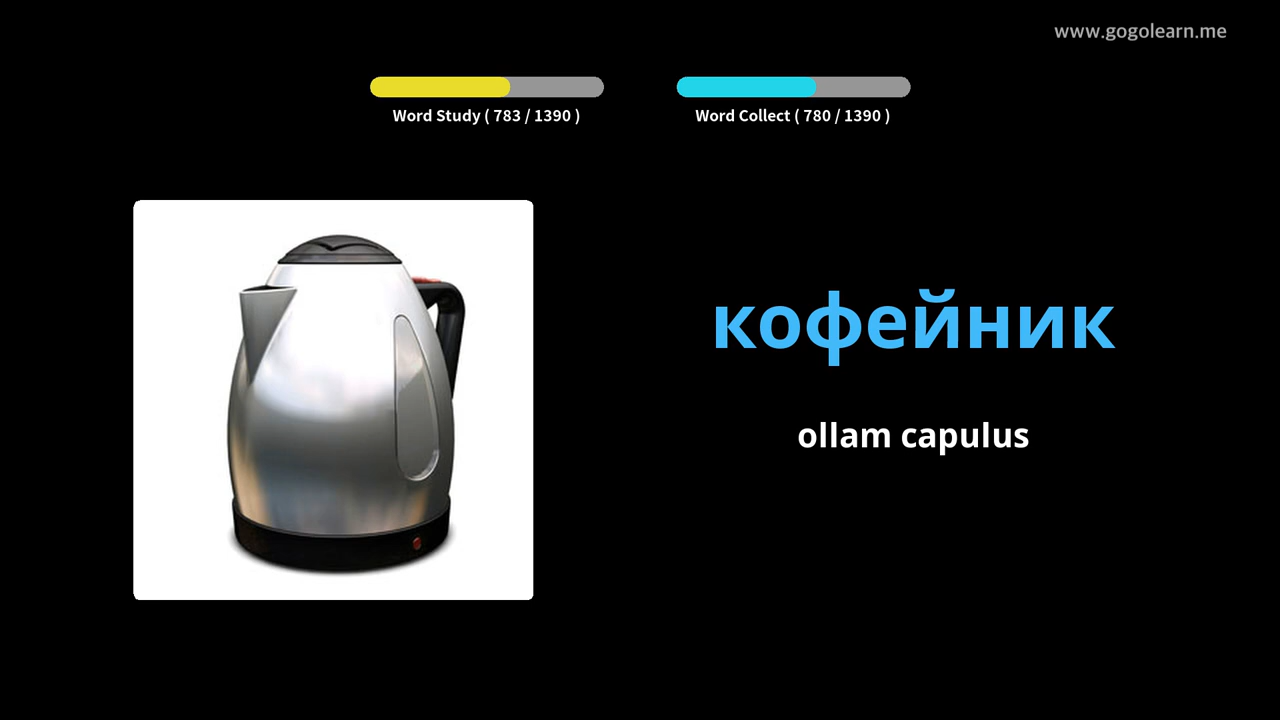 www.gogolearn.me
Word Study ( 783 / 1390 )
Word Collect ( 780 / 1390 )
кофейник
ollam capulus